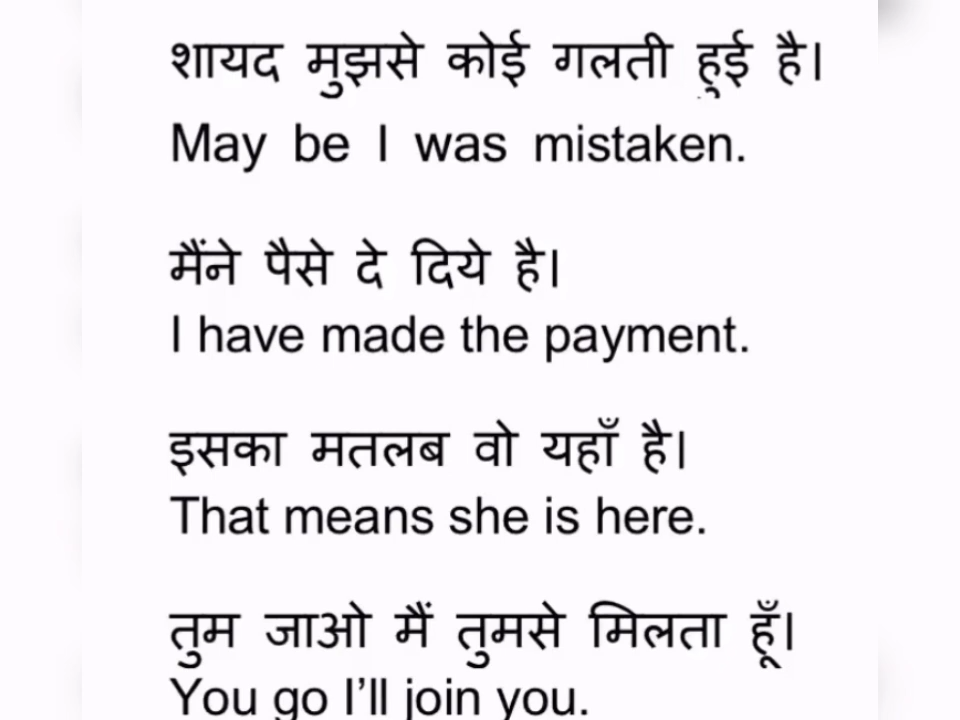 शायद मुझसे कोई गलती हुई है।
May be I was mistaken.
मैंने पैसे दे दिये है।
I have made the payment.
इसका मतलब वो यहाँ है।
That means she is here.
तुम जाओ मैं तुमसे मिलता हूँ।
You go I'll join you.